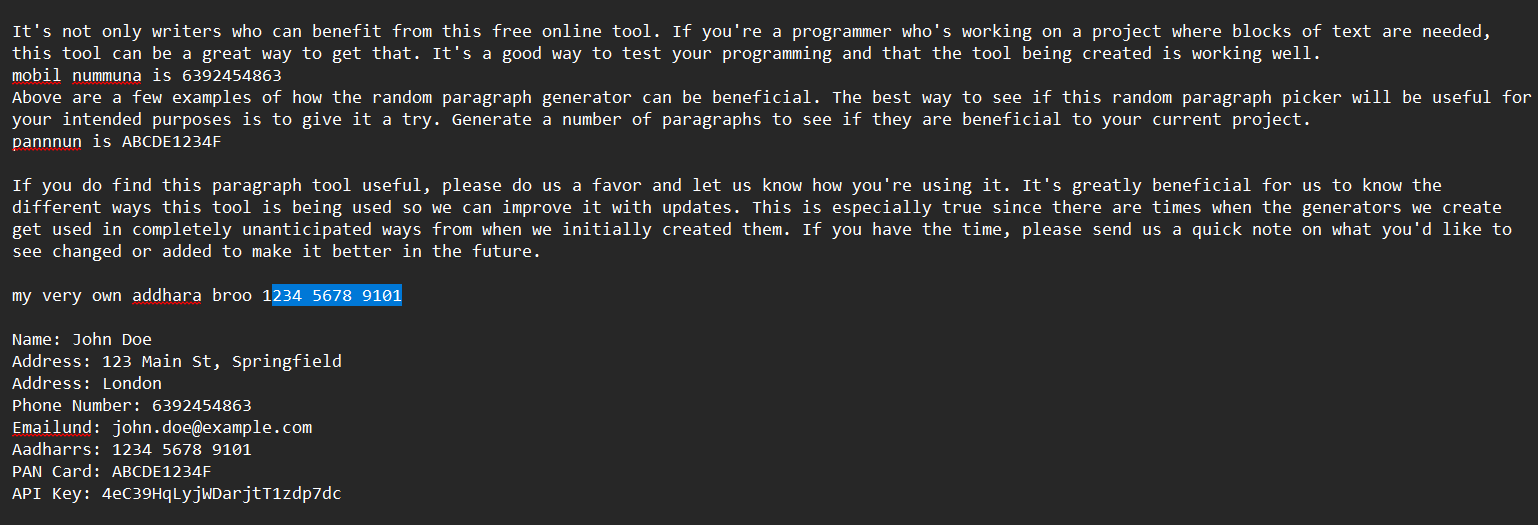 It's not only writers who can benefit from this free online tool. If you're a programmer who's working on a project where blocks of text are needed,
this tool can be a great way to get that. It's a good way to test your programming and that the tool being created is working well.
mobil nummuna is 6392454863
Above are a few examples of how the random paragraph generator can be beneficial. The best way to see if this random paragraph picker will be useful for
your intended purposes is to give it a try. Generate a number of paragraphs to see if they are beneficial to your current project.
pannnun is ABCDE1234F
If you do find this paragraph tool useful, please do us a favor and let us know how you're using it. It's greatly beneficial for us to know the
different ways this tool is being used so we can improve it with updates. This is especially true since there are times when the generators we create
get used in completely unanticipated ways from when we initially created them. If you have the time, please send us a quick note on what you'd like to
see changed or added to make it better in the future.
my very own addhara broo 1234 5678 9101
Name: John Doe
Address: 123 Main St, Springfield
Address: London
Phone Number: 6392454863
Emailund: john.doe@example.com
Aadharrs: 1234 5678 9101
PAN Card: ABCDE1234F
API Key: 4eC39HqLyjWDarjtT1zdp7dc